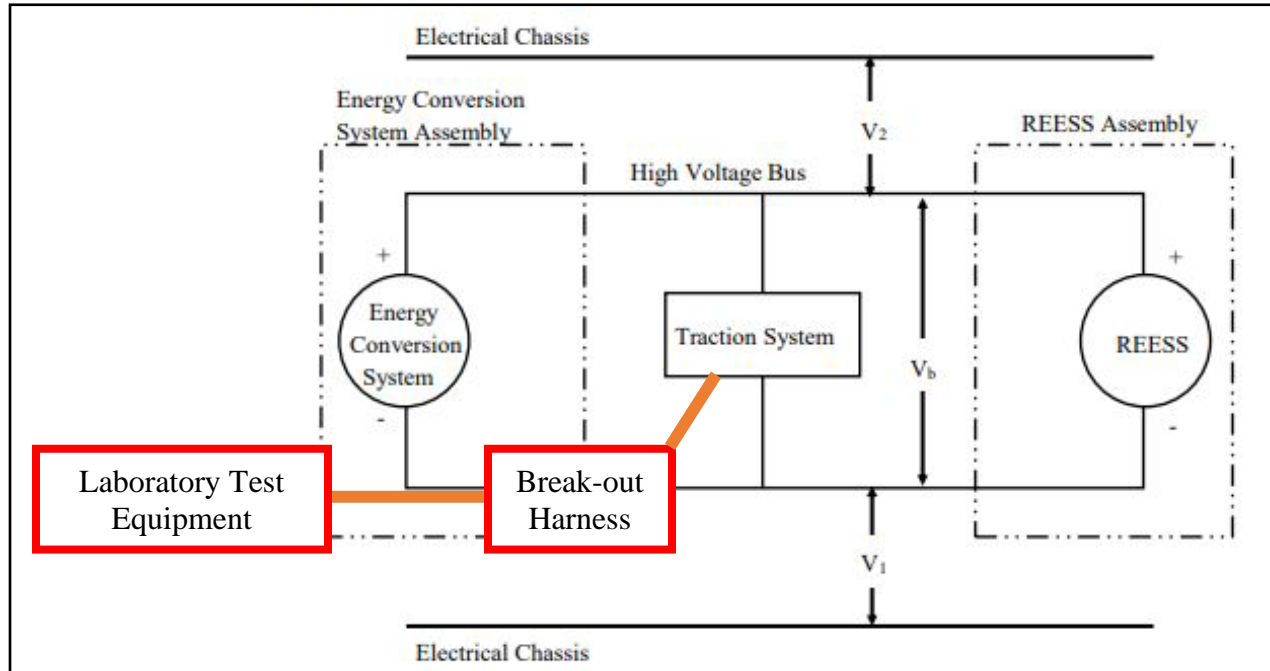 Electrical Chassis
Energy Conversion
System Assembly
V2
REESS Assembly
High Voltage Bus
+
+
Energy
Conversion
System
Traction System
Vb
REESS
-
-
Laboratory Test
Equipment
Break-out
Harness
V1
Electrical Chassis